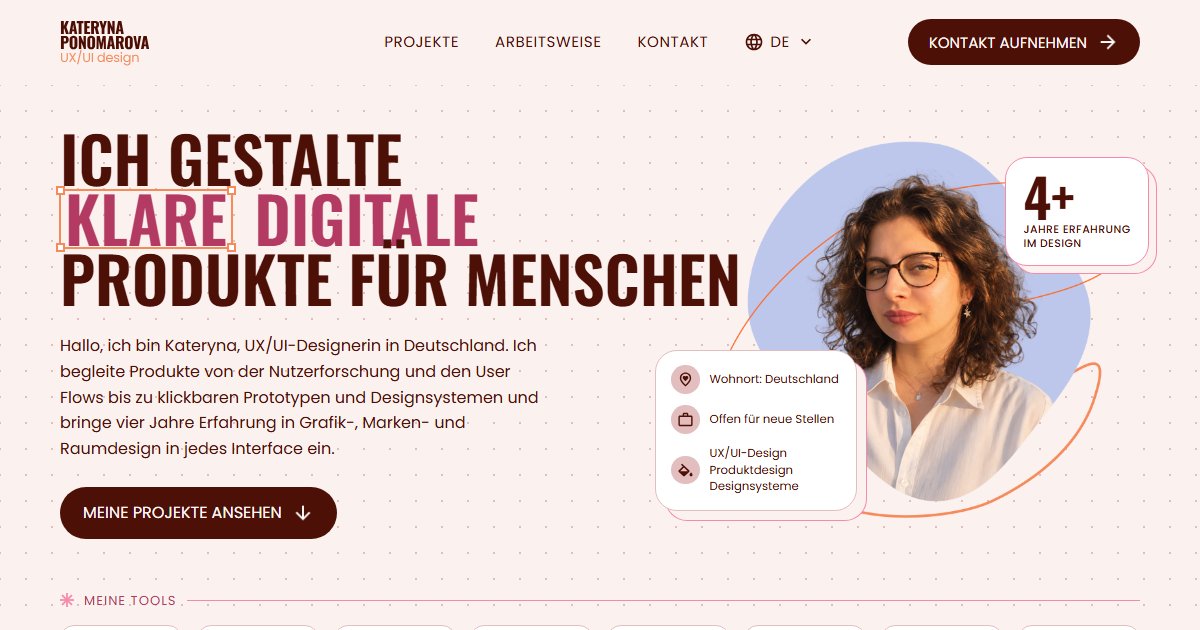 KATERYNA
PONOMAROVA
UX/UI design
PROJEKTE
ARBEITSWEISE
KONTAKT
DE
KONTAKT AUFNEHMEN
ICH GESTALTE
KLARE DIGITALE
PRODUKTE FÜR MENSCHEN
Hallo, ich bin Kateryna, UX/UI-Designerin in Deutschland. Ich
begleite Produkte von der Nutzerforschung und den User
Flows bis zu klickbaren Prototypen und Designsystemen und
bringe vier Jahre Erfahrung in Grafik-, Marken- und
Raumdesign in jedes Interface ein.
MEINE PROJEKTE ANSEHEN
4+
JAHRE ERFAHRUNG
IM DESIGN
Wohnort: Deutschland
Offen für neue Stellen
UX/UI-Design
Produktdesign
Designsysteme
MEINE TOOLS